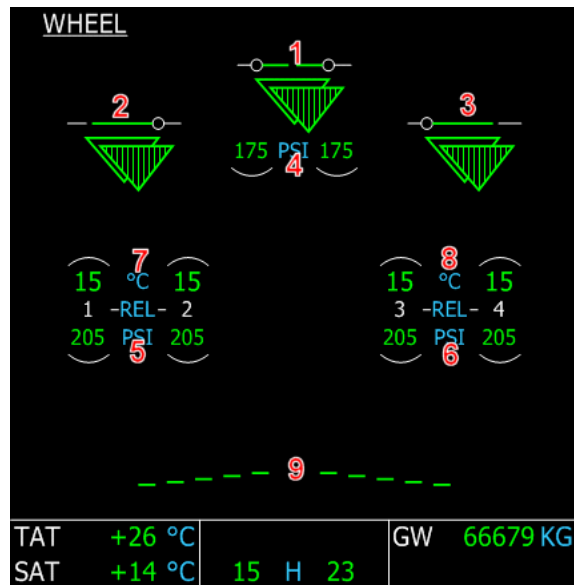 WHEEL
1
2
3
175 PSI 175
4
7
8
15 °C 15
15 °C 15
1 -REL- 2
3 -REL- 4
205 PSI 205
205 PSI 205
5
6
9
TAT +26 °C
GW 66679 KG
SAT +14 °C
15 H 23